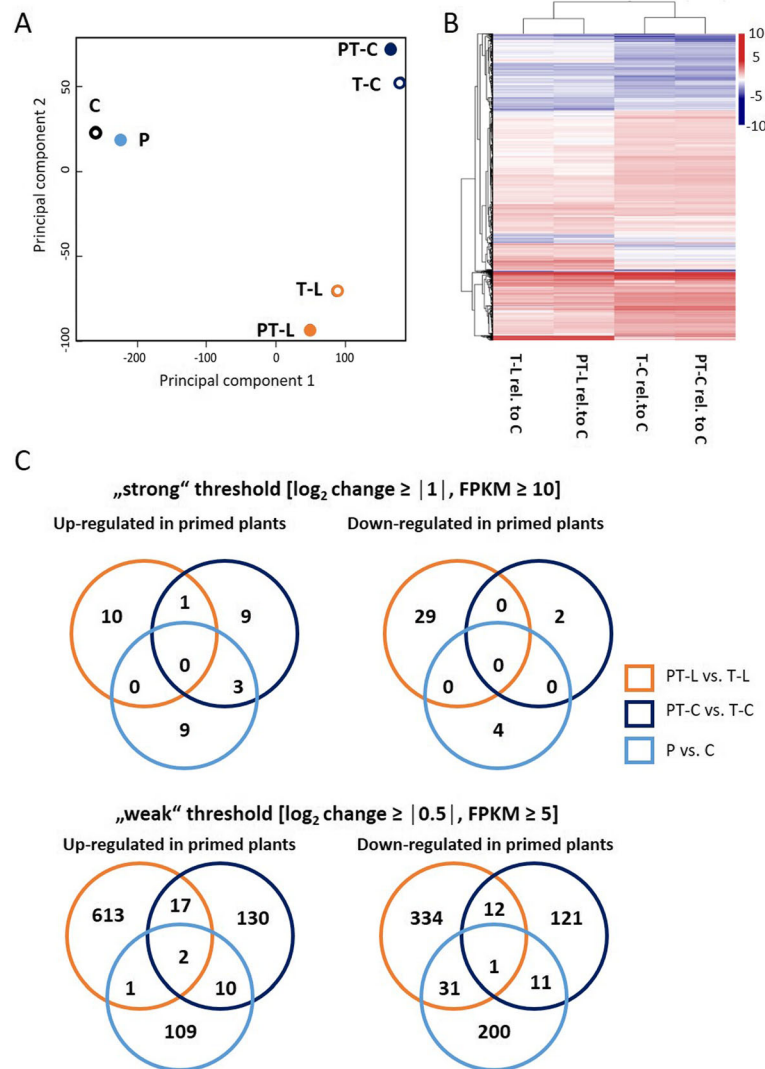 A
PT-C
T-C
C
P
T-L
PT-L
50
0
-50
-100
-200
-100
0
100
Principal component 2
Principal component 1
B
10
5
-5
-10
T-L rel. to C
PT-L rel. to C
T-C rel. to C
PT-C rel. to C
C
„strong“ threshold [log₂ change ≥ |1|, FPKM ≥ 10]
Up-regulated in primed plants
10
1
9
0
0
3
9
Down-regulated in primed plants
29
0
2
0
0
0
4
PT-L vs. T-L
PT-C vs. T-C
P vs. C
„weak“ threshold [log₂ change ≥ |0.5|, FPKM ≥ 5]
Up-regulated in primed plants
613
17
130
2
1
10
109
Down-regulated in primed plants
334
12
121
1
31
11
200